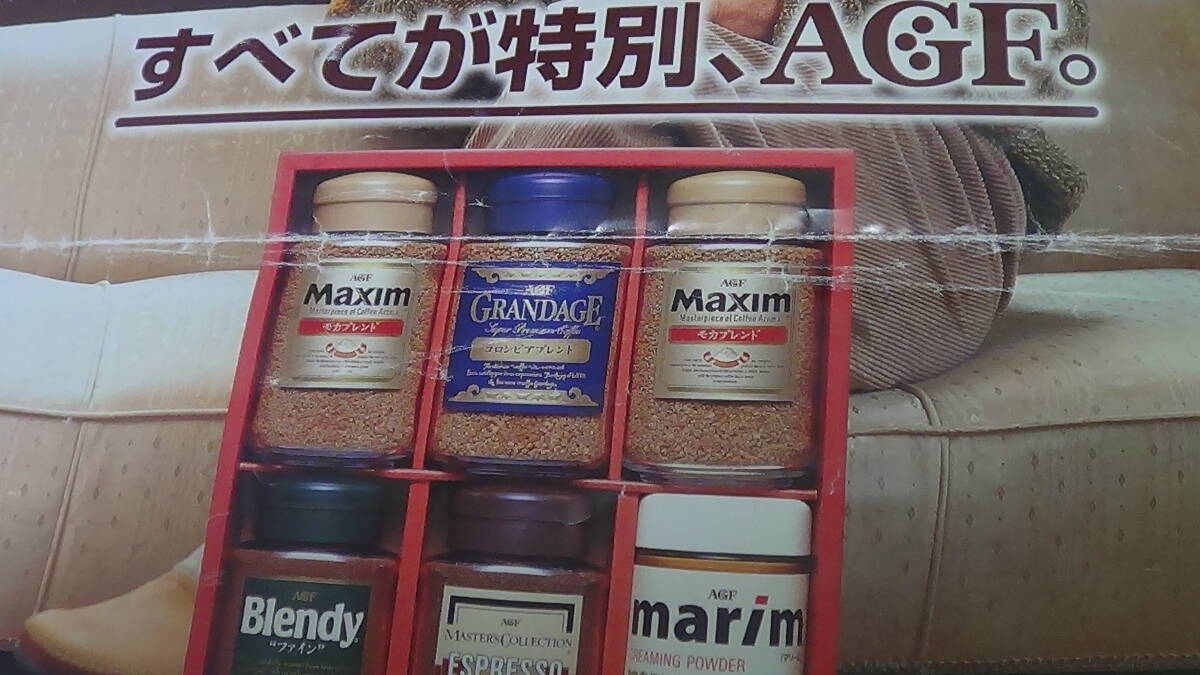 すべてが特別、AGF。
AGF
Maxim
Masterpiece of Coffee Aroma
モカブレンド
AGF
GRANDAGE
Super Premium Coffee
コロンビアブレンド
AGF
Maxim
Masterpiece of Coffee Aroma
モカブレンド
AGF
Blendy
"ファイン"
AGF
MASTER'S COLLECTION
ESPRESSO
AGF
marim
CREAMING POWDER